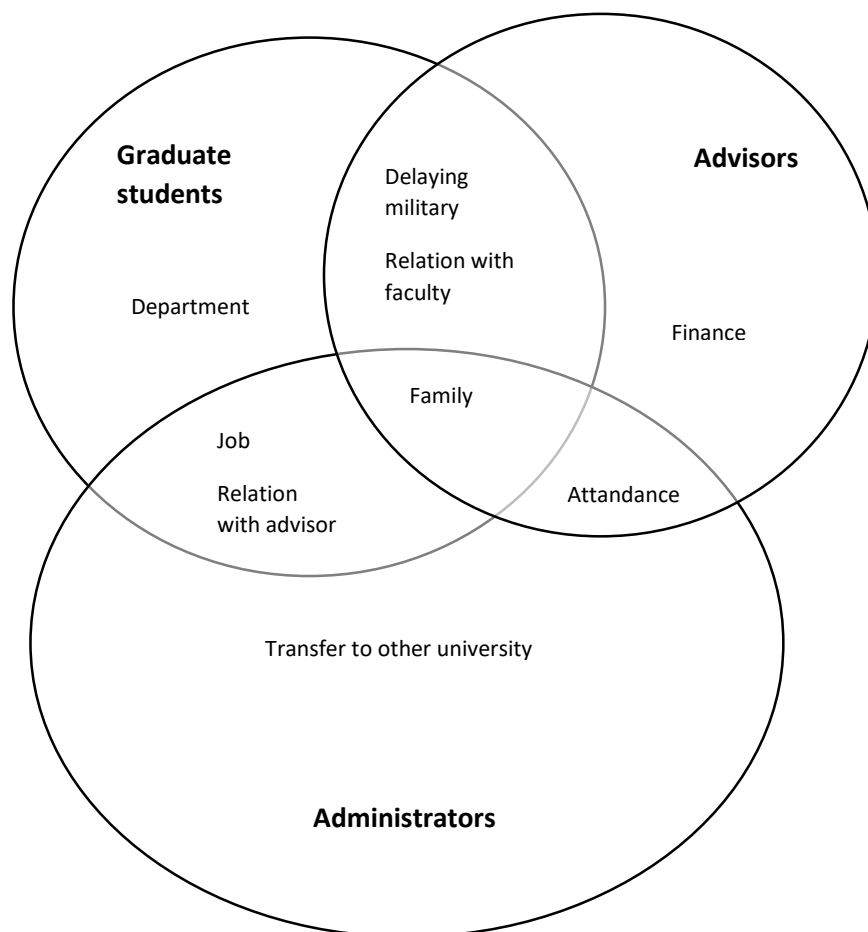 Graduate
students
Advisors
Delaying
military
Relation with
faculty
Department
Finance
Family
Job
Relation
with advisor
Attandance
Transfer to other university
Administrators